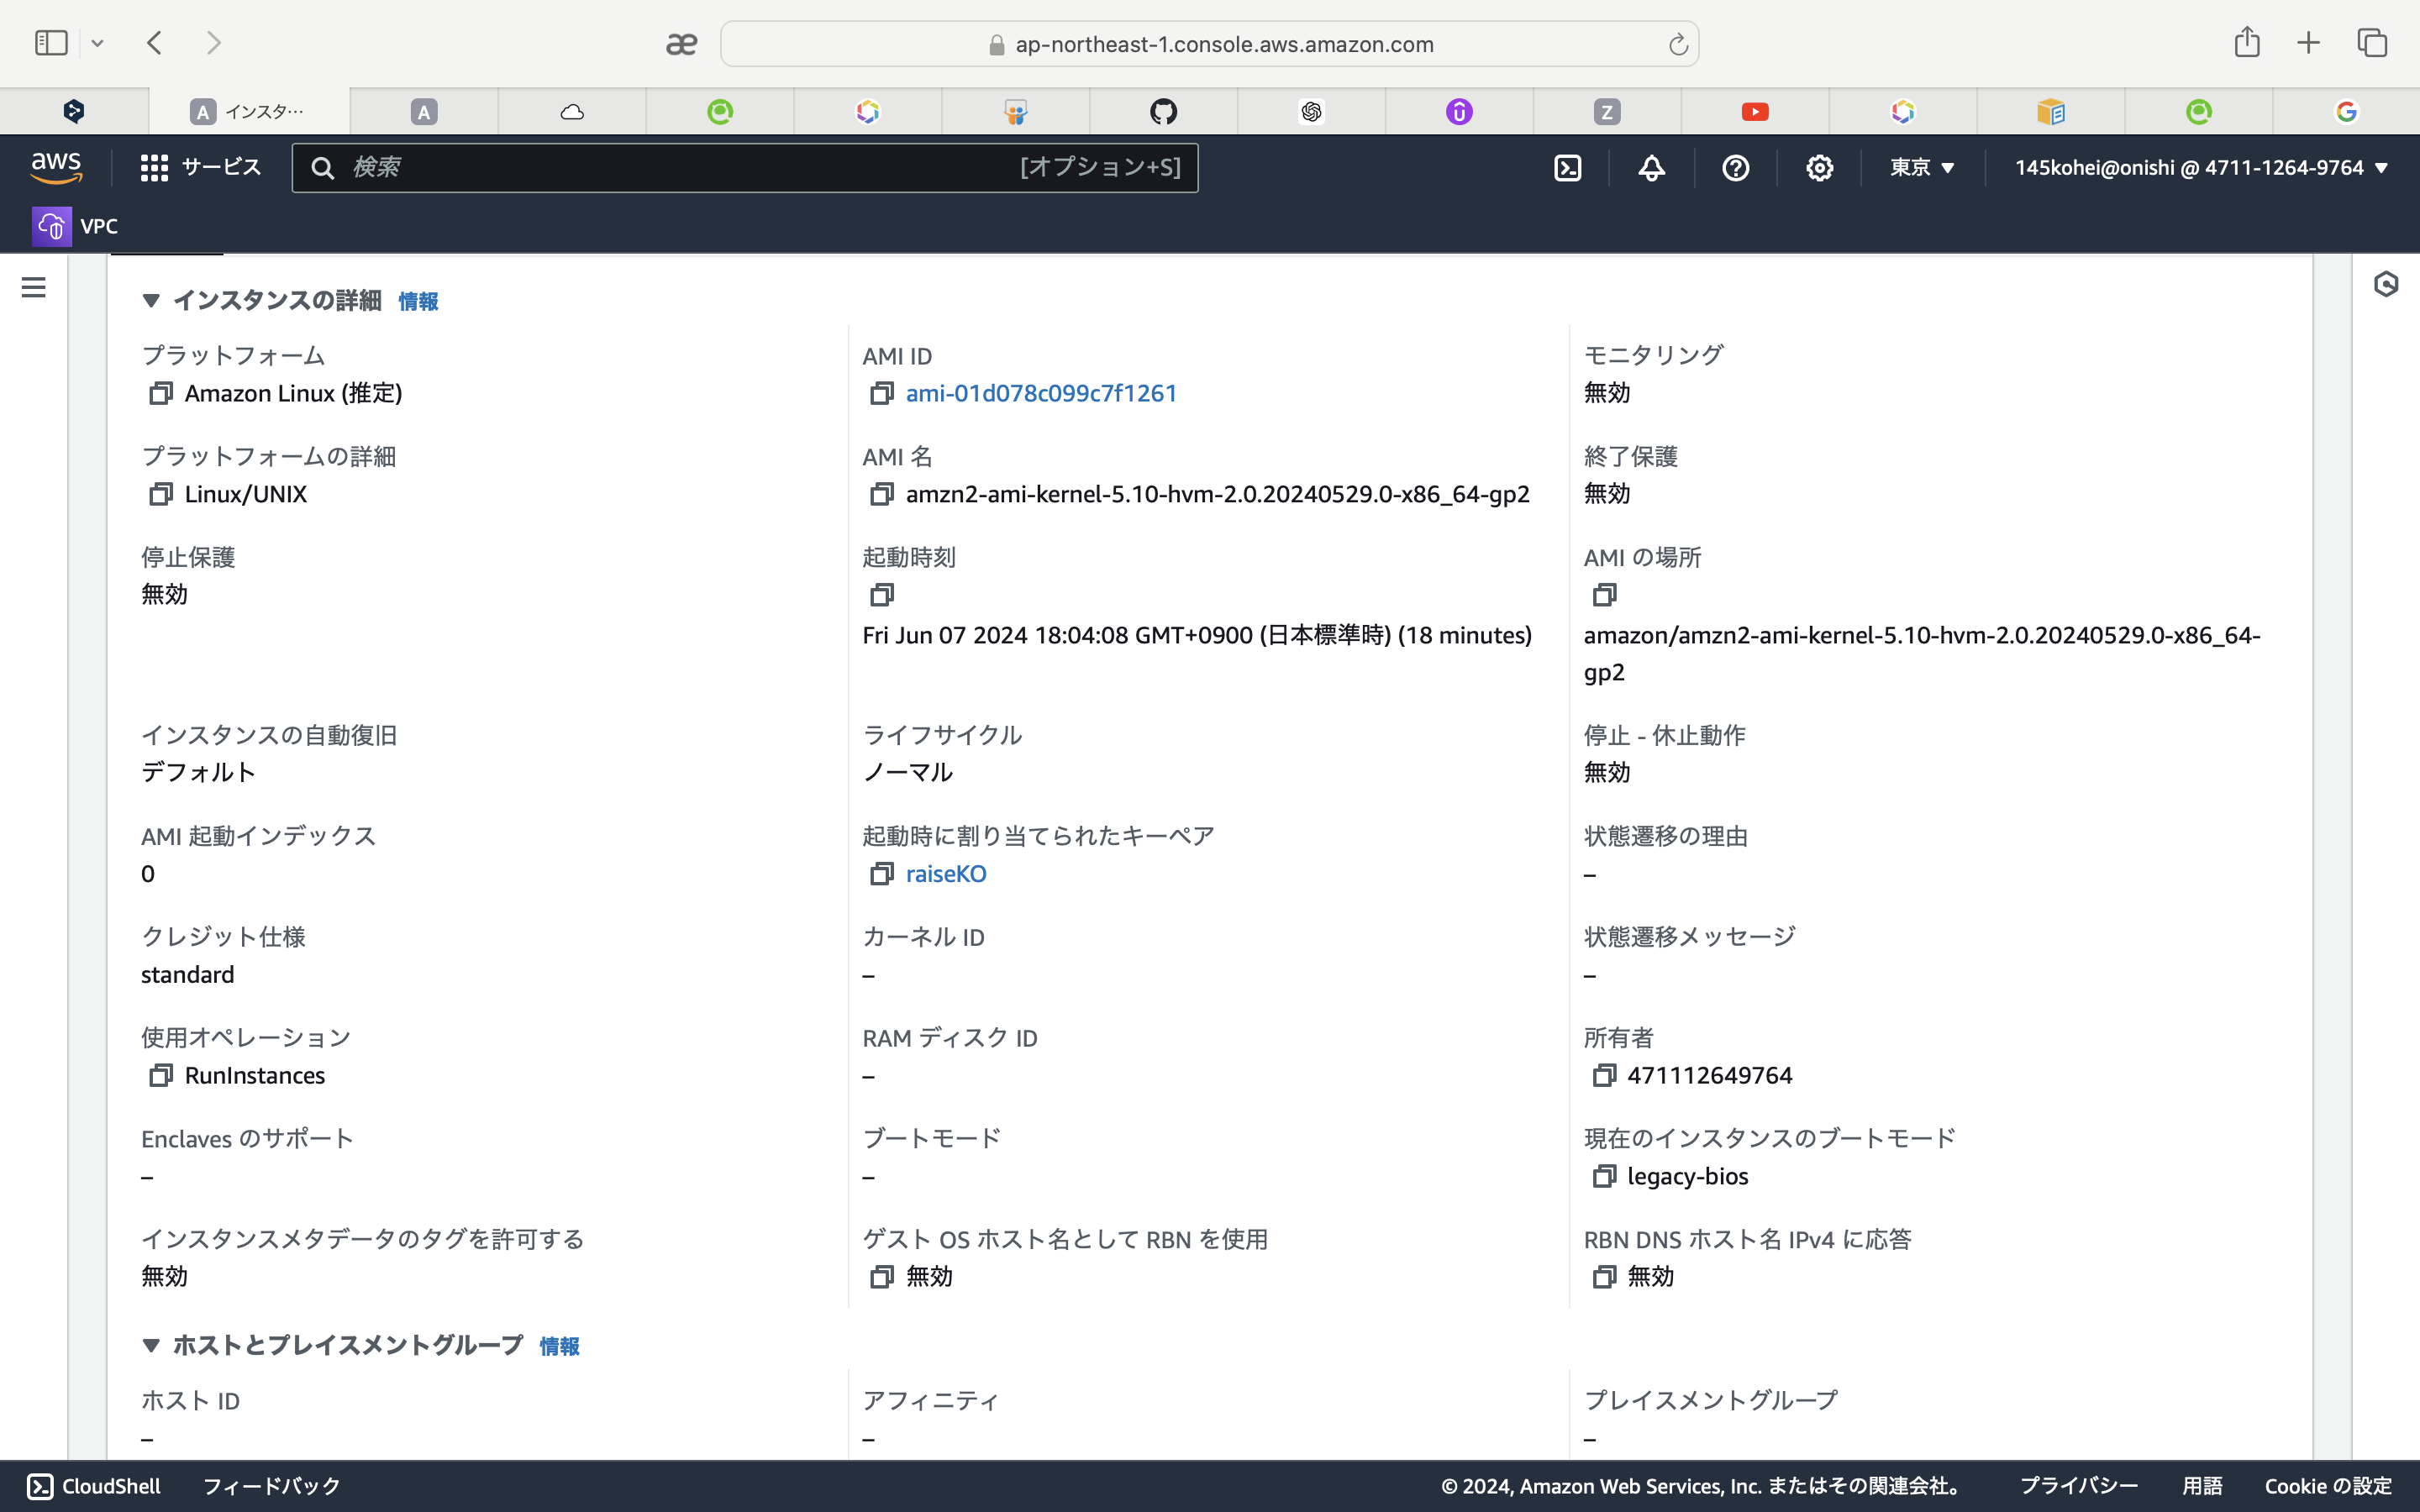 ap-northeast-1.console.aws.amazon.com
A インスタ…
A
Z
aws
サービス
検索
[オプション+S]
東京
145kohei@onishi @ 4711-1264-9764
VPC
インスタンスの詳細 情報
プラットフォーム
Amazon Linux (推定)
AMI ID
ami-01d078c099c7f1261
モニタリング
無効
プラットフォームの詳細
Linux/UNIX
AMI 名
amzn2-ami-kernel-5.10-hvm-2.0.20240529.0-x86_64-gp2
終了保護
無効
停止保護
無効
起動時刻
Fri Jun 07 2024 18:04:08 GMT+0900 (日本標準時) (18 minutes)
AMI の場所
amazon/amzn2-ami-kernel-5.10-hvm-2.0.20240529.0-x86_64-
gp2
インスタンスの自動復旧
デフォルト
ライフサイクル
ノーマル
停止 - 休止動作
無効
AMI 起動インデックス
0
起動時に割り当てられたキーペア
raiseKO
状態遷移の理由
–
クレジット仕様
standard
カーネル ID
–
状態遷移メッセージ
–
使用オペレーション
RunInstances
RAM ディスク ID
–
所有者
471112649764
Enclaves のサポート
–
ブートモード
–
現在のインスタンスのブートモード
legacy-bios
インスタンスメタデータのタグを許可する
無効
ゲスト OS ホスト名として RBN を使用
無効
RBN DNS ホスト名 IPv4 に応答
無効
ホストとプレイスメントグループ 情報
ホスト ID
–
アフィニティ
–
プレイスメントグループ
–
CloudShell
フィードバック
© 2024, Amazon Web Services, Inc. またはその関連会社。
プライバシー
用語
Cookie の設定